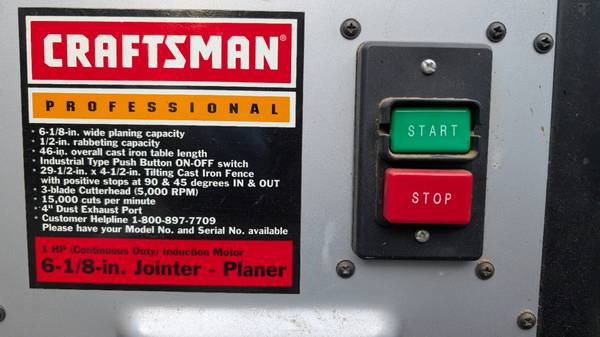 CRAFTSMAN®
PROFESSIONAL
· 6-1/8-in. wide planing capacity
· 1/2-in. rabbeting capacity
· 46-in. overall cast iron table length
· Industrial Type Push Button ON-OFF switch
· 29-1/2-in. x 4-1/2-in. Tilting Cast Iron Fence
with positive stops at 90 & 45 degrees IN & OUT
· 3-blade Cutterhead (5,000 RPM)
· 15,000 cuts per minute
· 4" Dust Exhaust Port
· Customer Helpline 1-800-897-7709
Please have your Model No. and Serial No. available
1 HP (Continuous Duty) Induction Motor
6-1/8-in. Jointer - Planer
START
STOP